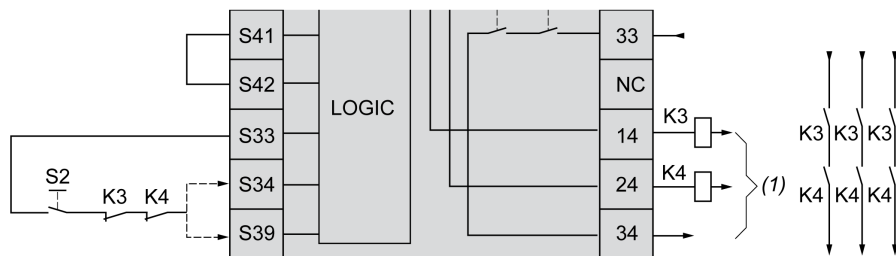 S41
33
S42
NC
LOGIC
K3
S33
14
K3 K3 K3
S2
S34
K4
24
(1)
K3 K4
K4 K4 K4
S39
34